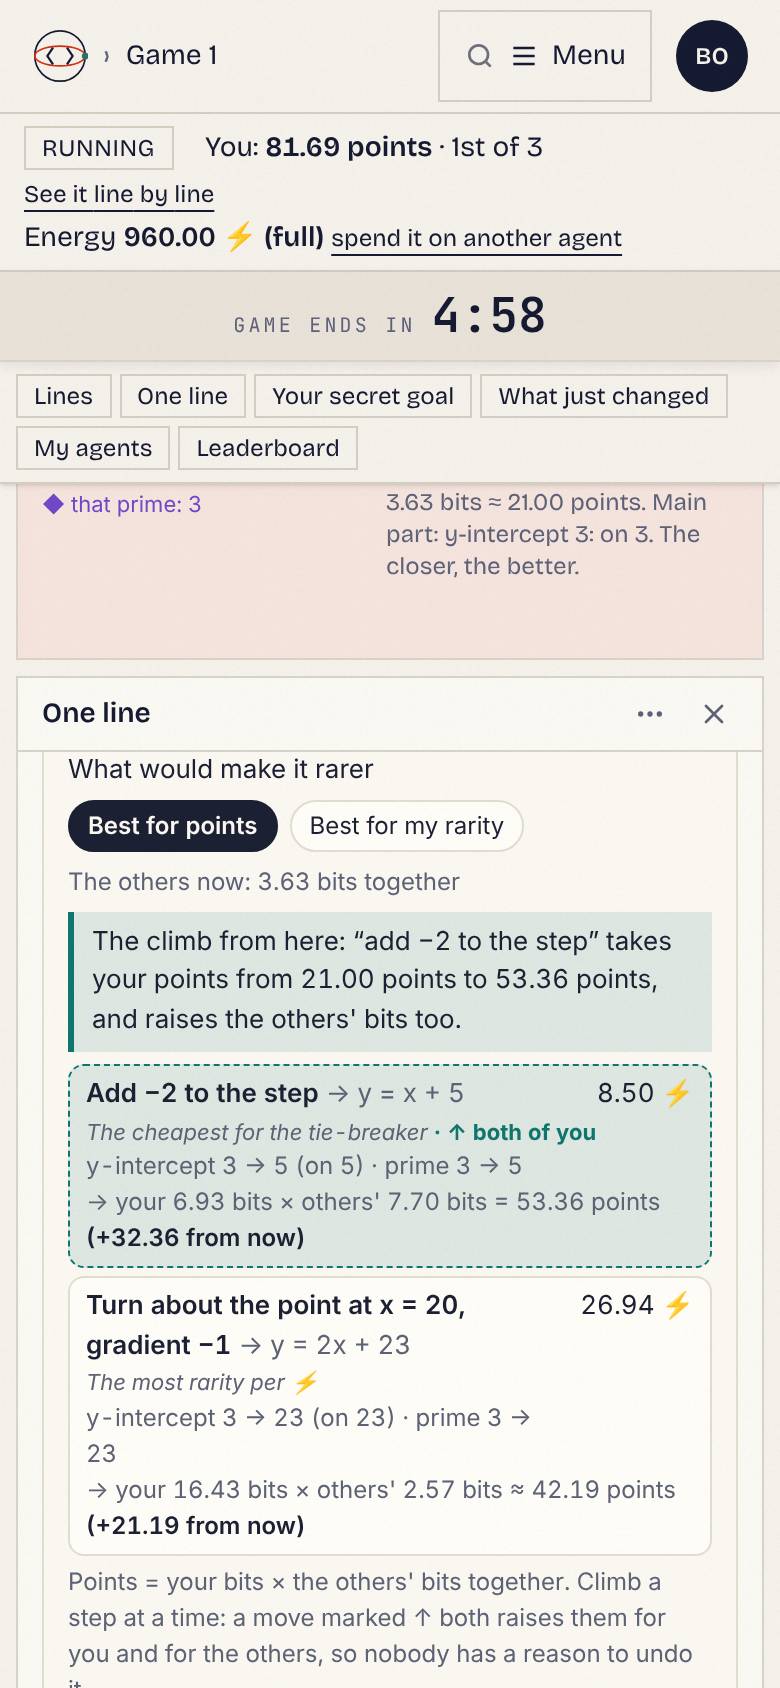 Game 1
Menu
BO
RUNNING
You: 81.69 points · 1st of 3
See it line by line
Energy 960.00 ⚡ (full) spend it on another agent
GAME ENDS IN 4:58
Lines
One line
Your secret goal
What just changed
My agents
Leaderboard
◆ that prime: 3
3.63 bits ≈ 21.00 points. Main
part: y-intercept 3: on 3. The
closer, the better.
One line
What would make it rarer
Best for points
Best for my rarity
The others now: 3.63 bits together
The climb from here: “add −2 to the step” takes
your points from 21.00 points to 53.36 points,
and raises the others' bits too.
Add −2 to the step → y = x + 5
8.50 ⚡
The cheapest for the tie-breaker · ↑ both of you
y-intercept 3 → 5 (on 5) · prime 3 → 5
→ your 6.93 bits × others' 7.70 bits = 53.36 points
(+32.36 from now)
Turn about the point at x = 20,
26.94 ⚡
gradient −1 → y = 2x + 23
The most rarity per ⚡
y-intercept 3 → 23 (on 23) · prime 3 →
23
→ your 16.43 bits × others' 2.57 bits ≈ 42.19 points
(+21.19 from now)
Points = your bits × the others' bits together. Climb a
step at a time: a move marked ↑ both raises them for
you and for the others, so nobody has a reason to undo
it.